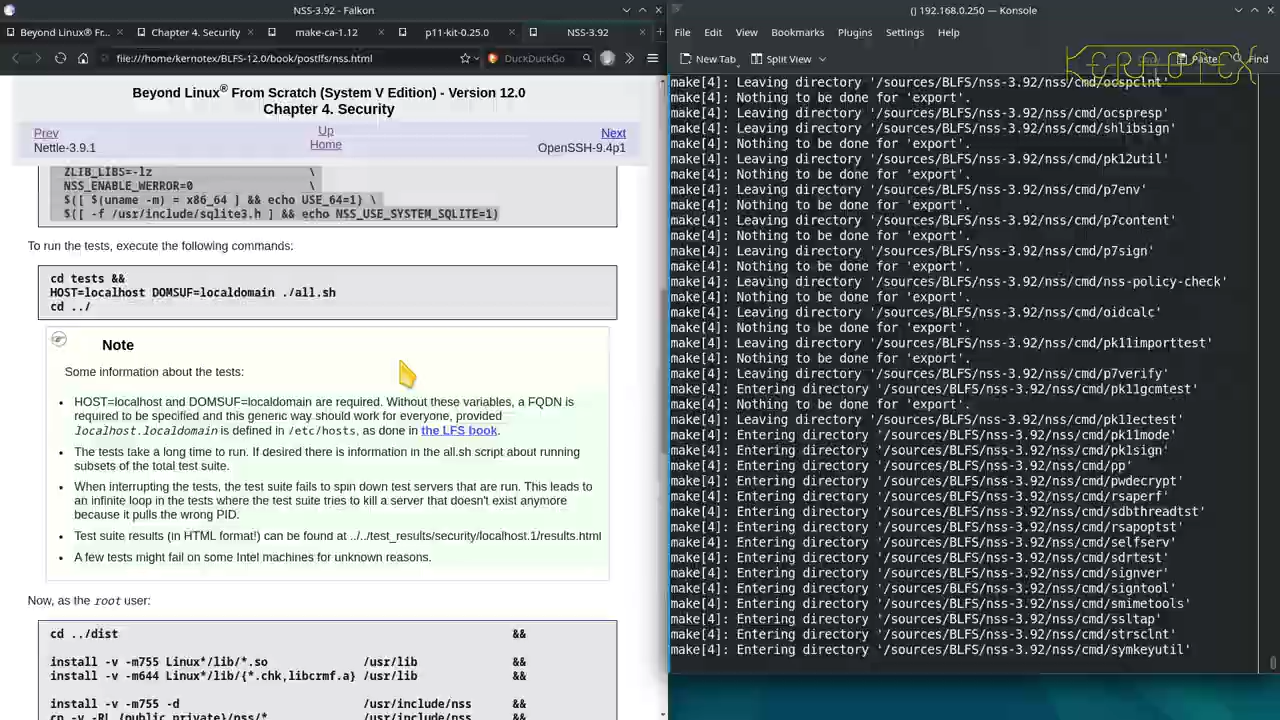 NSS-3.92 — Falkon
Beyond Linux® Fr...
Chapter 4. Security
make-ca-1.12
p11-kit-0.25.0
NSS-3.92
file:///home/kernotex/BLFS-12.0/book/postlfs/nss.html
DuckDuckGo
Beyond Linux® From Scratch (System V Edition) - Version 12.0
Chapter 4. Security
Prev
Up
Next
Nettle-3.9.1
Home
OpenSSH-9.4p1
ZLIB_LIBS=-lz \
NSS_ENABLE_WERROR=0 \
$([ $(uname -m) = x86_64 ] && echo USE_64=1) \
$([ -f /usr/include/sqlite3.h ] && echo NSS_USE_SYSTEM_SQLITE=1)
To run the tests, execute the following commands:
cd tests &&
HOST=localhost DOMSUF=localdomain ./all.sh
cd ../
Note
Some information about the tests:
• HOST=localhost and DOMSUF=localdomain are required. Without these variables, a FQDN is
required to be specified and this generic way should work for everyone, provided
localhost.localdomain is defined in /etc/hosts, as done in the LFS book.
• The tests take a long time to run. If desired there is information in the all.sh script about running
subsets of the total test suite.
• When interrupting the tests, the test suite fails to spin down test servers that are run. This leads to
an infinite loop in the tests where the test suite tries to kill a server that doesn't exist anymore
because it pulls the wrong PID.
• Test suite results (in HTML format!) can be found at ../../test_results/security/localhost.1/results.html
• A few tests might fail on some Intel machines for unknown reasons.
Now, as the root user:
cd ../dist &&
install -v -m755 Linux*/lib/*.so /usr/lib &&
install -v -m644 Linux*/lib/{*.chk,libcrmf.a} /usr/lib &&
install -v -m755 -d /usr/include/nss &&
cp -v -RL {public,private}/nss/* /usr/include/nss &&
() 192.168.0.250 — Konsole
File Edit View Bookmarks Plugins Settings Help
New Tab
Split View
Paste
Find
KERNOTEX
make[4]: Leaving directory '/sources/BLFS/nss-3.92/nss/cmd/ocspclnt'
make[4]: Nothing to be done for 'export'.
make[4]: Leaving directory '/sources/BLFS/nss-3.92/nss/cmd/ocspresp'
make[4]: Leaving directory '/sources/BLFS/nss-3.92/nss/cmd/shlibsign'
make[4]: Nothing to be done for 'export'.
make[4]: Leaving directory '/sources/BLFS/nss-3.92/nss/cmd/pk12util'
make[4]: Nothing to be done for 'export'.
make[4]: Leaving directory '/sources/BLFS/nss-3.92/nss/cmd/p7env'
make[4]: Nothing to be done for 'export'.
make[4]: Leaving directory '/sources/BLFS/nss-3.92/nss/cmd/p7content'
make[4]: Nothing to be done for 'export'.
make[4]: Leaving directory '/sources/BLFS/nss-3.92/nss/cmd/p7sign'
make[4]: Nothing to be done for 'export'.
make[4]: Leaving directory '/sources/BLFS/nss-3.92/nss/cmd/nss-policy-check'
make[4]: Nothing to be done for 'export'.
make[4]: Leaving directory '/sources/BLFS/nss-3.92/nss/cmd/oidcalc'
make[4]: Nothing to be done for 'export'.
make[4]: Leaving directory '/sources/BLFS/nss-3.92/nss/cmd/pk11importtest'
make[4]: Nothing to be done for 'export'.
make[4]: Leaving directory '/sources/BLFS/nss-3.92/nss/cmd/p7verify'
make[4]: Entering directory '/sources/BLFS/nss-3.92/nss/cmd/pk11gcmtest'
make[4]: Nothing to be done for 'export'.
make[4]: Leaving directory '/sources/BLFS/nss-3.92/nss/cmd/pk11ectest'
make[4]: Entering directory '/sources/BLFS/nss-3.92/nss/cmd/pk11mode'
make[4]: Entering directory '/sources/BLFS/nss-3.92/nss/cmd/pk1sign'
make[4]: Entering directory '/sources/BLFS/nss-3.92/nss/cmd/pp'
make[4]: Entering directory '/sources/BLFS/nss-3.92/nss/cmd/pwdecrypt'
make[4]: Entering directory '/sources/BLFS/nss-3.92/nss/cmd/rsaperf'
make[4]: Entering directory '/sources/BLFS/nss-3.92/nss/cmd/sdbthreadtst'
make[4]: Entering directory '/sources/BLFS/nss-3.92/nss/cmd/rsapoptst'
make[4]: Entering directory '/sources/BLFS/nss-3.92/nss/cmd/selfserv'
make[4]: Entering directory '/sources/BLFS/nss-3.92/nss/cmd/sdrtest'
make[4]: Entering directory '/sources/BLFS/nss-3.92/nss/cmd/signver'
make[4]: Entering directory '/sources/BLFS/nss-3.92/nss/cmd/signtool'
make[4]: Entering directory '/sources/BLFS/nss-3.92/nss/cmd/smimetools'
make[4]: Entering directory '/sources/BLFS/nss-3.92/nss/cmd/ssltap'
make[4]: Entering directory '/sources/BLFS/nss-3.92/nss/cmd/strsclnt'
make[4]: Entering directory '/sources/BLFS/nss-3.92/nss/cmd/symkeyutil'